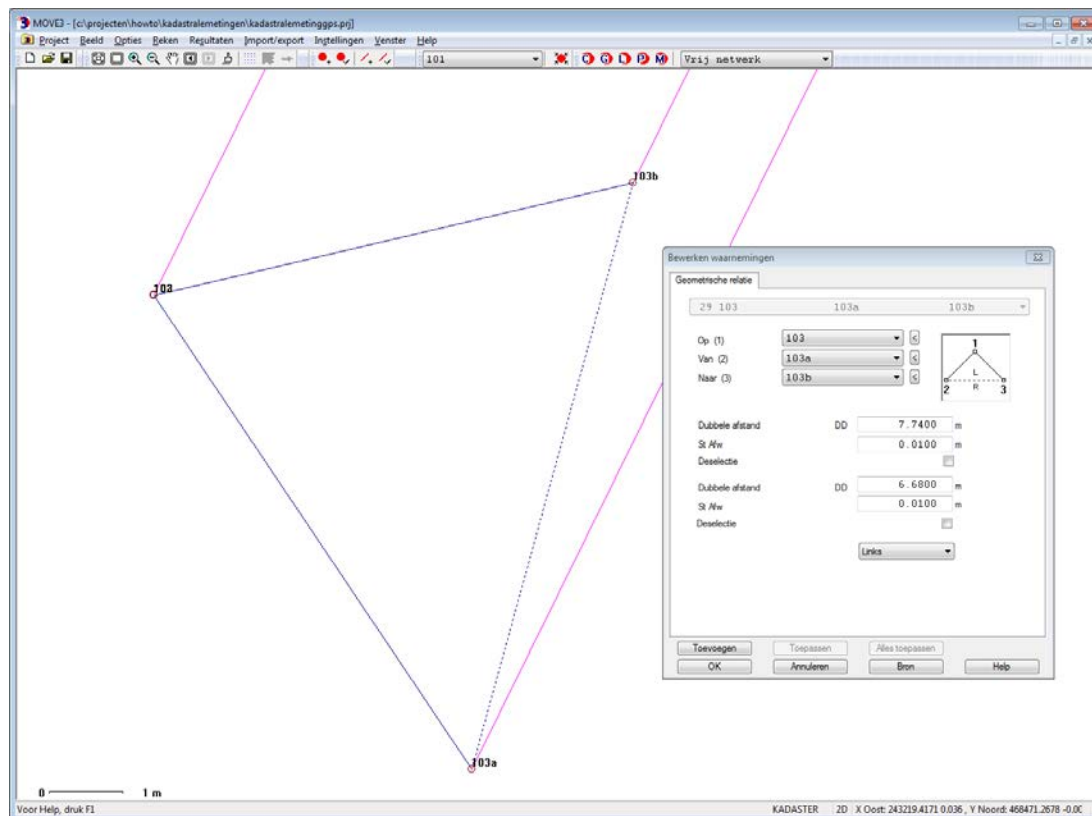 MOVE3 - [c:\projecten\howto\kadastralemetingen\kadastralemetinggps.prj]
Project Beeld Opties Reken Resultaten Import/export Instellingen Venster Help
101 C G L P M Vrij netwerk
103b
103
103a
0 1 m
Bewerken waarnemingen
Geometrische relatie
29 103 103a 103b
Op (1) 103 <
Van (2) 103a <
Naar (3) 103b <
1
L
R
2 3
Dubbele afstand DD 7.7400 m
St Afw 0.0100 m
Deselectie
Dubbele afstand DD 6.6800 m
St Afw 0.0100 m
Deselectie
Links
Toevoegen Toepassen Alles toepassen
OK Annuleren Bron Help
Voor Help, druk F1 KADASTER 2D X Oost: 243219.4171 0.036 , Y Noord: 468471.2678 -0.0